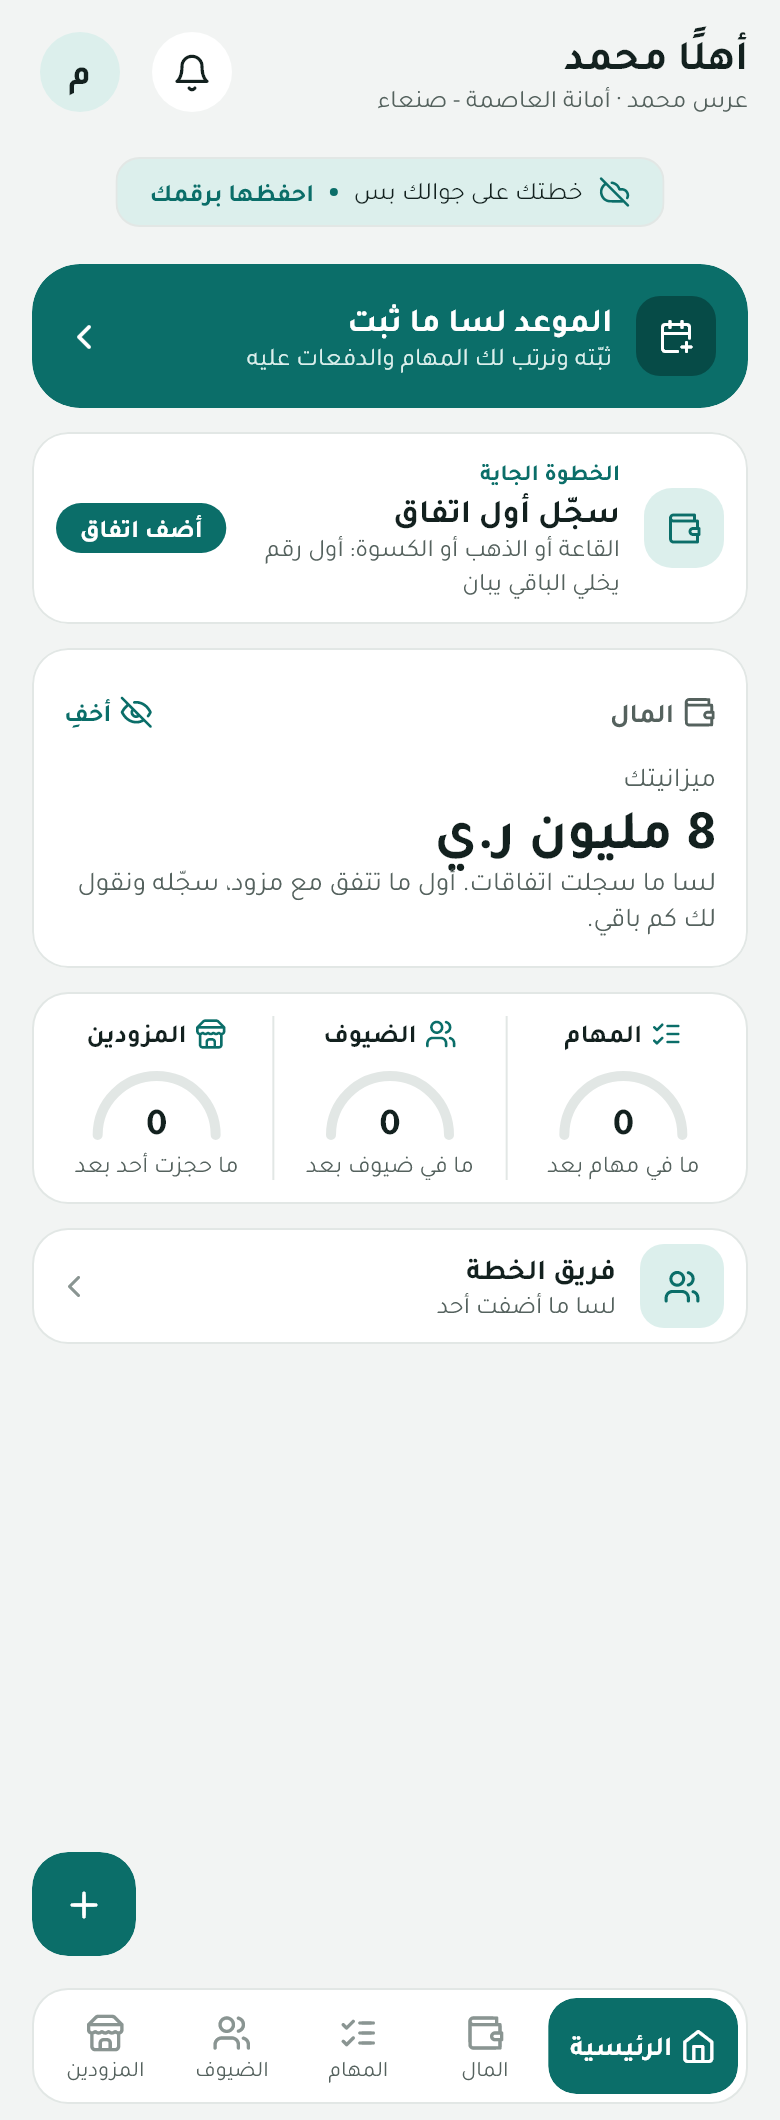 أهلًا محمد
عرس محمد · أمانة العاصمة - صنعاء
م
خطتك على جوالك بس • احفظها برقمك
الموعد لسا ما ثبت
ثبّته ونرتب لك المهام والدفعات عليه
الخطوة الجاية
سجّل أول اتفاق
القاعة أو الذهب أو الكسوة: أول رقم
يخلي الباقي يبان
أضف اتفاق
المال
أخفِ
ميزانيتك
8 مليون ر.ي
لسا ما سجلت اتفاقات. أول ما تتفق مع مزود، سجّله ونقول
لك كم باقي.
المهام
0
ما في مهام بعد
الضيوف
0
ما في ضيوف بعد
المزودين
0
ما حجزت أحد بعد
فريق الخطة
لسا ما أضفت أحد
الرئيسية
المال
المهام
الضيوف
المزودين